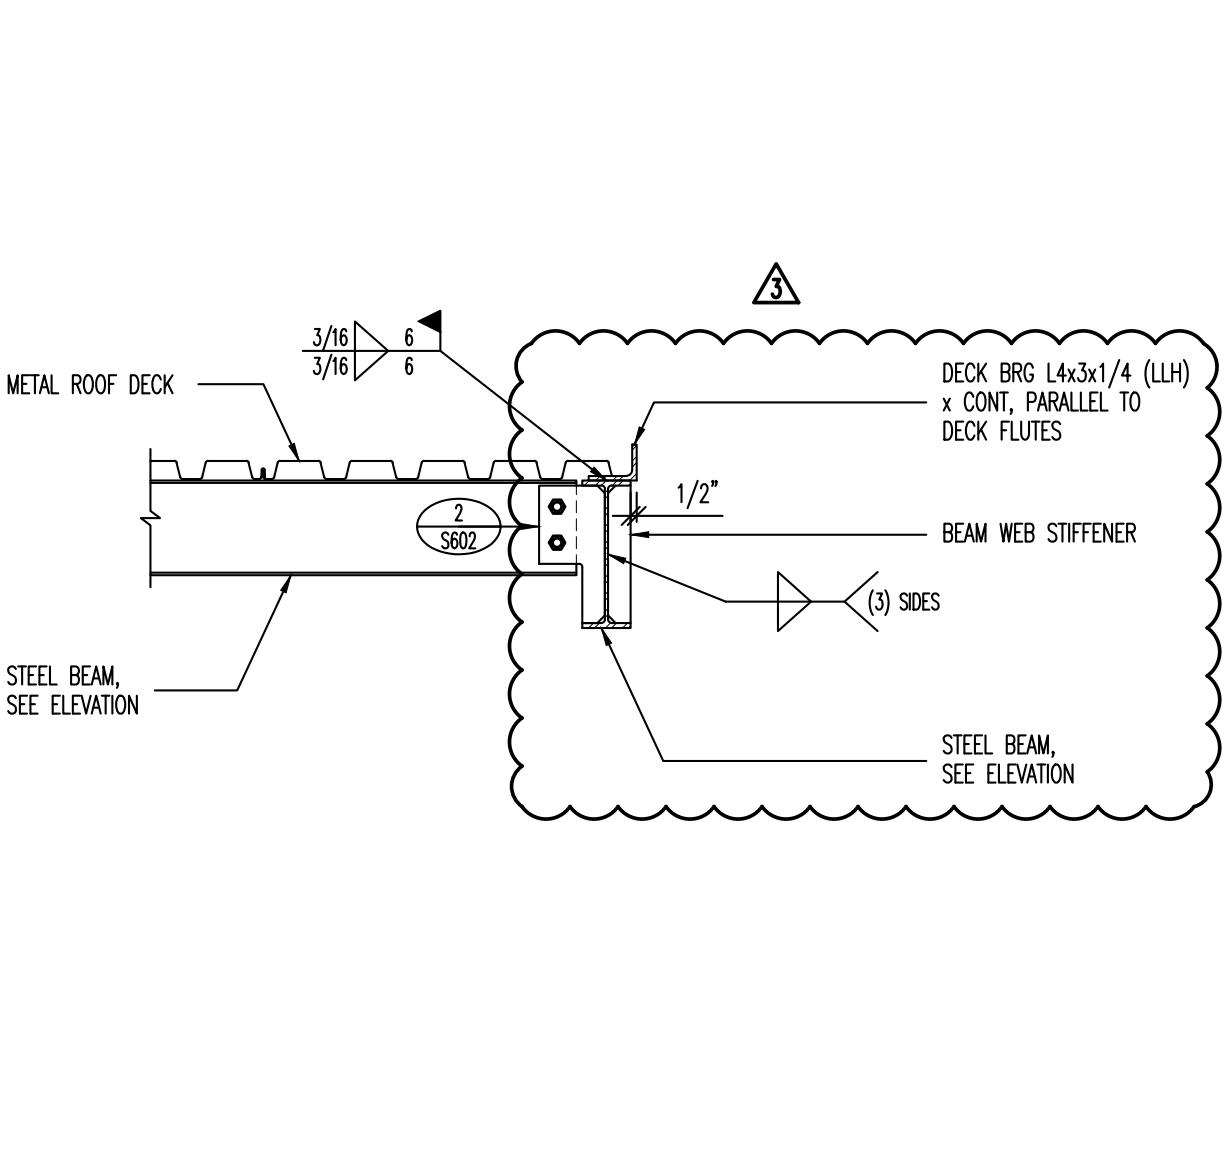 3
3/16 6
3/16 6
METAL ROOF DECK
DECK BRG L4x3x1/4 (LLH)
x CONT, PARALLEL TO
DECK FLUTES
1/2"
2
S602
BEAM WEB STIFFENER
(3) SIDES
STEEL BEAM,
SEE ELEVATION
STEEL BEAM,
SEE ELEVATION